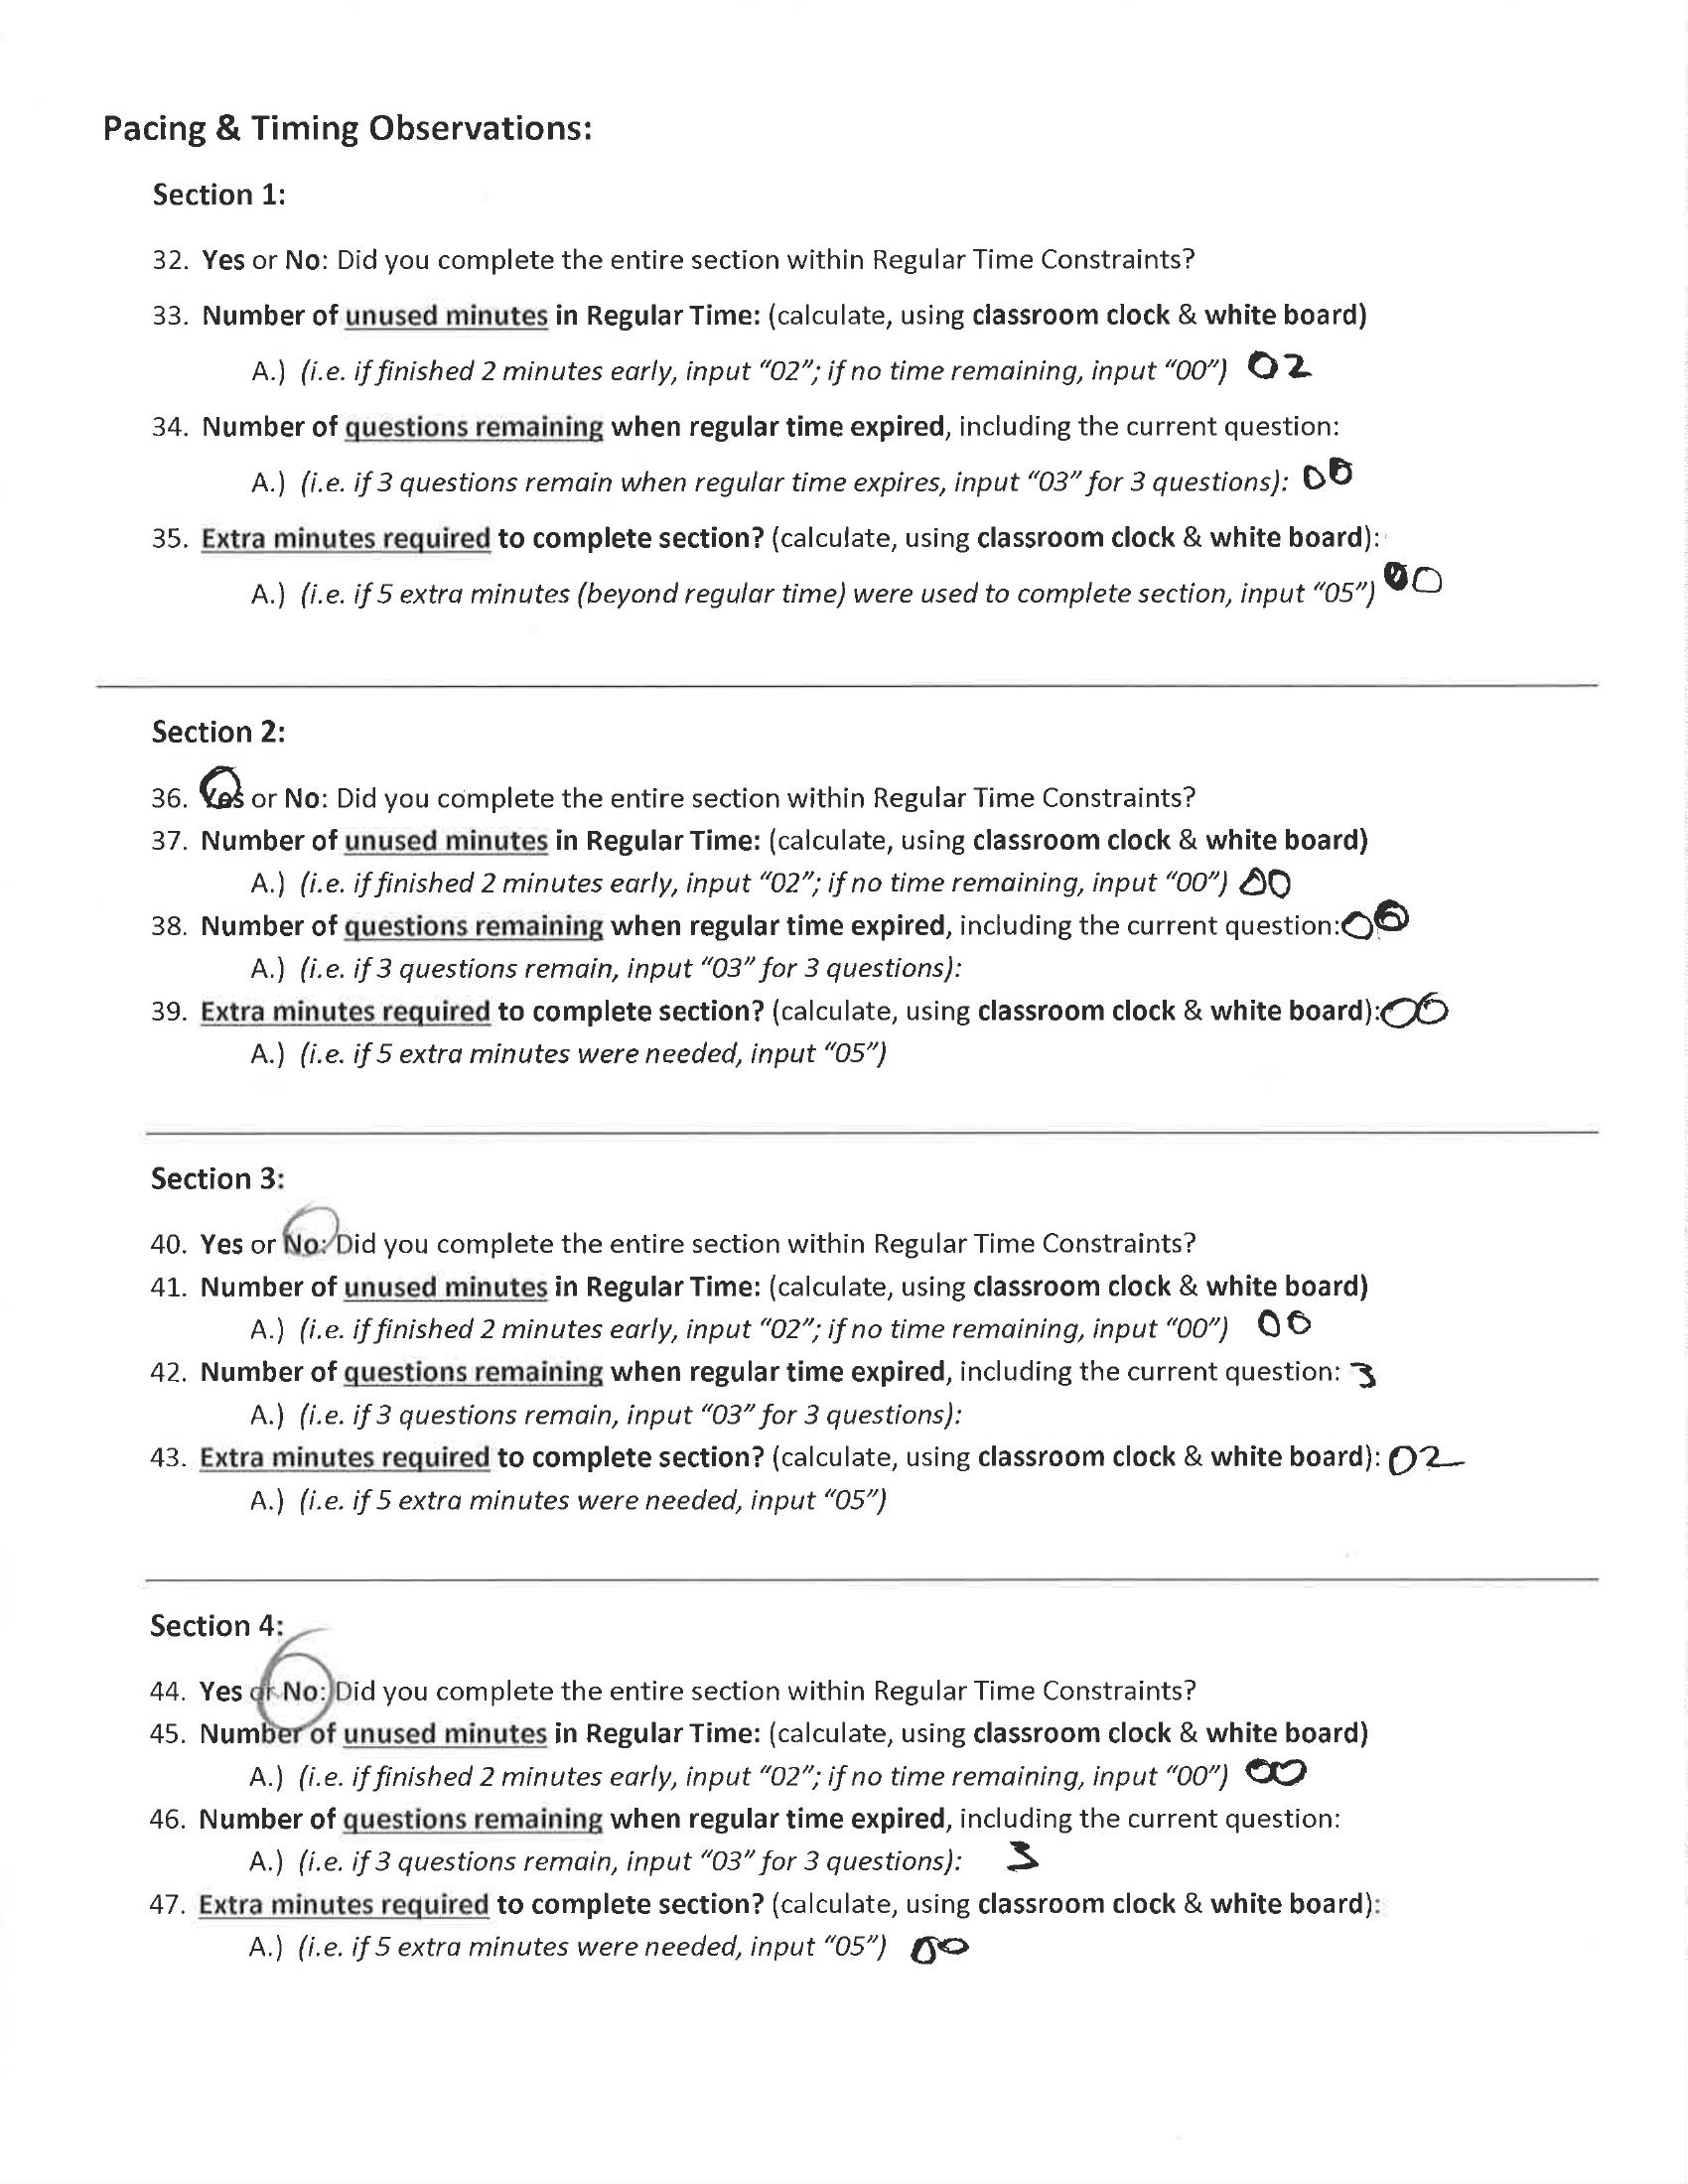 Pacing & Timing Observations:
Section 1:
32. Yes or No: Did you complete the entire section within Regular Time Constraints?
33. Number of unused minutes in Regular Time: (calculate, using classroom clock & white board)
A.) (i.e. if finished 2 minutes early, input "02"; if no time remaining, input "00") 02
34. Number of questions remaining when regular time expired, including the current question:
A.) (i.e. if 3 questions remain when regular time expires, input "03" for 3 questions): 00
35. Extra minutes required to complete section? (calculate, using classroom clock & white board):
A.) (i.e. if 5 extra minutes (beyond regular time) were used to complete section, input "05") 00
Section 2:
36. Yes or No: Did you complete the entire section within Regular Time Constraints?
37. Number of unused minutes in Regular Time: (calculate, using classroom clock & white board)
A.) (i.e. if finished 2 minutes early, input "02"; if no time remaining, input "00") 00
38. Number of questions remaining when regular time expired, including the current question:
A.) (i.e. if 3 questions remain, input "03" for 3 questions):
39. Extra minutes required to complete section? (calculate, using classroom clock & white board): 00
A.) (i.e. if 5 extra minutes were needed, input "05")
Section 3:
40. Yes or No: Did you complete the entire section within Regular Time Constraints?
41. Number of unused minutes in Regular Time: (calculate, using classroom clock & white board)
A.) (i.e. if finished 2 minutes early, input "02"; if no time remaining, input "00") 00
42. Number of questions remaining when regular time expired, including the current question: 3
A.) (i.e. if 3 questions remain, input "03" for 3 questions):
43. Extra minutes required to complete section? (calculate, using classroom clock & white board): 02
A.) (i.e. if 5 extra minutes were needed, input "05")
Section 4:
44. Yes or No: Did you complete the entire section within Regular Time Constraints?
45. Number of unused minutes in Regular Time: (calculate, using classroom clock & white board)
A.) (i.e. if finished 2 minutes early, input "02"; if no time remaining, input "00") 00
46. Number of questions remaining when regular time expired, including the current question:
A.) (i.e. if 3 questions remain, input "03" for 3 questions): 3
47. Extra minutes required to complete section? (calculate, using classroom clock & white board):
A.) (i.e. if 5 extra minutes were needed, input "05") 00